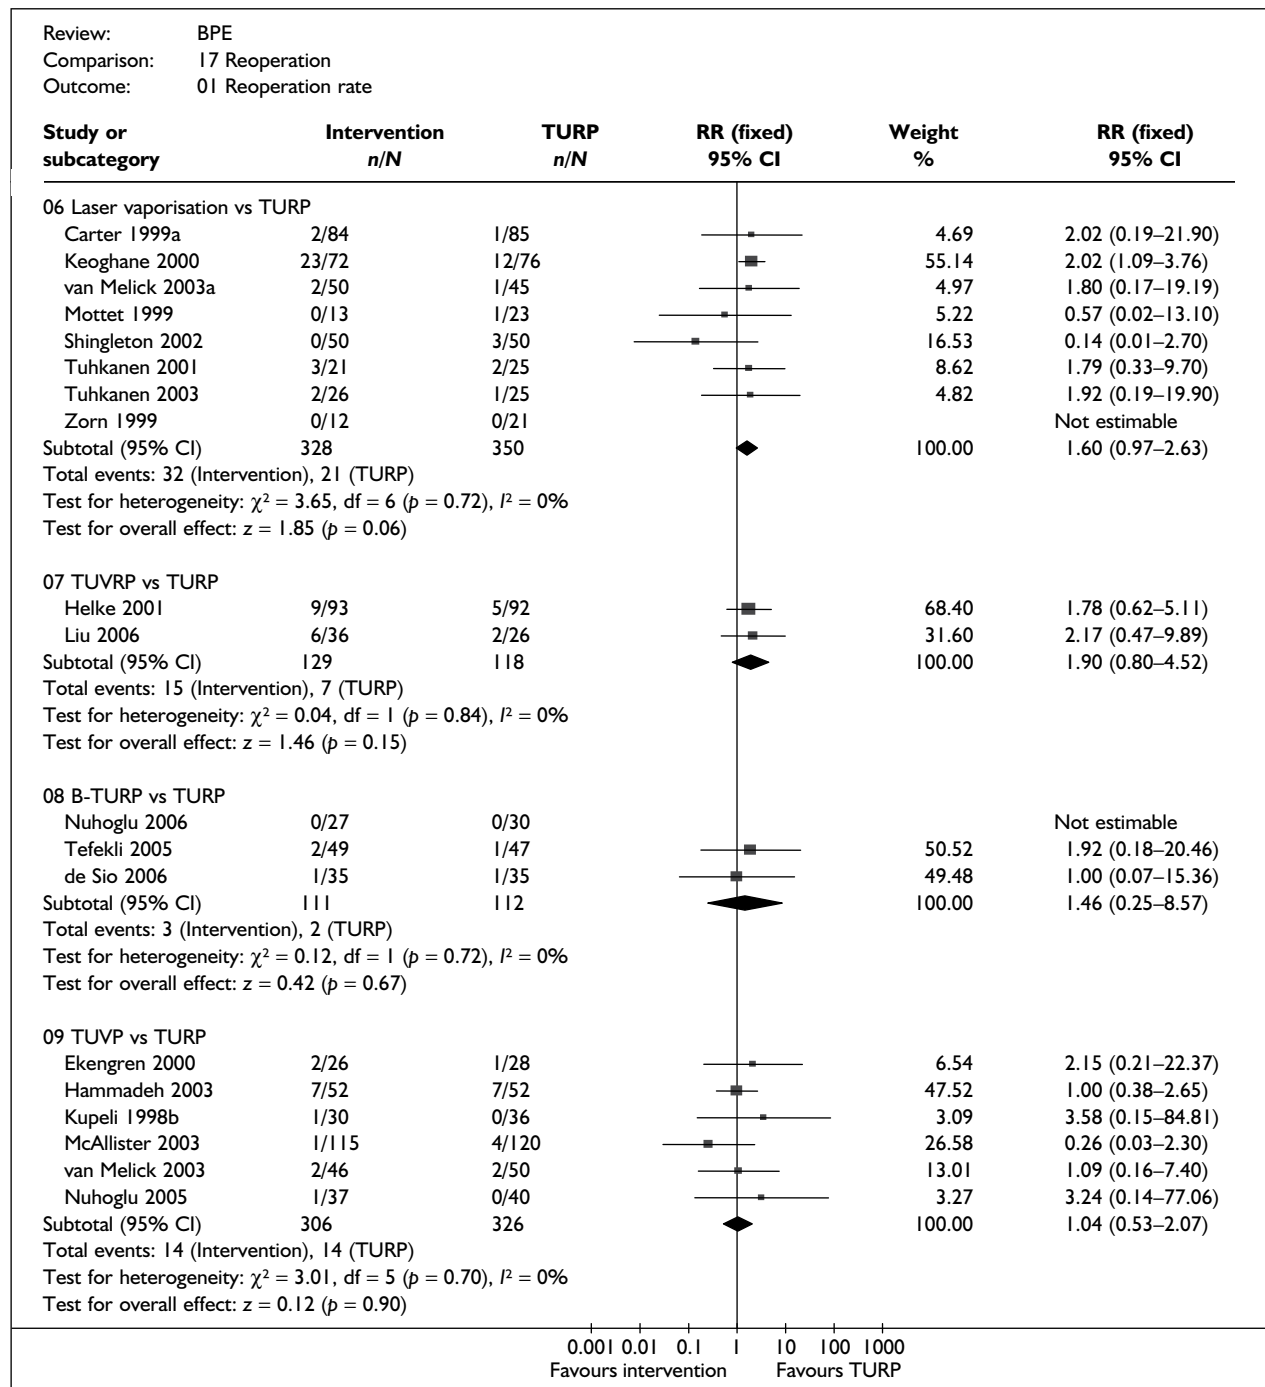 Review: BPE
Comparison: 17 Reoperation
Outcome: 01 Reoperation rate
Study or Intervention TURP RR (fixed) Weight RR (fixed)
subcategory n/N n/N 95% CI % 95% CI
06 Laser vaporisation vs TURP
Carter 1999a 2/84 1/85 4.69 2.02 (0.19–21.90)
Keoghane 2000 23/72 12/76 55.14 2.02 (1.09–3.76)
van Melick 2003a 2/50 1/45 4.97 1.80 (0.17–19.19)
Mottet 1999 0/13 1/23 5.22 0.57 (0.02–13.10)
Shingleton 2002 0/50 3/50 16.53 0.14 (0.01–2.70)
Tuhkanen 2001 3/21 2/25 8.62 1.79 (0.33–9.70)
Tuhkanen 2003 2/26 1/25 4.82 1.92 (0.19–19.90)
Zorn 1999 0/12 0/21 Not estimable
Subtotal (95% CI) 328 350 100.00 1.60 (0.97–2.63)
Total events: 32 (Intervention), 21 (TURP)
Test for heterogeneity: χ² = 3.65, df = 6 (p = 0.72), I² = 0%
Test for overall effect: z = 1.85 (p = 0.06)
07 TUVRP vs TURP
Helke 2001 9/93 5/92 68.40 1.78 (0.62–5.11)
Liu 2006 6/36 2/26 31.60 2.17 (0.47–9.89)
Subtotal (95% CI) 129 118 100.00 1.90 (0.80–4.52)
Total events: 15 (Intervention), 7 (TURP)
Test for heterogeneity: χ² = 0.04, df = 1 (p = 0.84), I² = 0%
Test for overall effect: z = 1.46 (p = 0.15)
08 B-TURP vs TURP
Nuhoglu 2006 0/27 0/30 Not estimable
Tefekli 2005 2/49 1/47 50.52 1.92 (0.18–20.46)
de Sio 2006 1/35 1/35 49.48 1.00 (0.07–15.36)
Subtotal (95% CI) 111 112 100.00 1.46 (0.25–8.57)
Total events: 3 (Intervention), 2 (TURP)
Test for heterogeneity: χ² = 0.12, df = 1 (p = 0.72), I² = 0%
Test for overall effect: z = 0.42 (p = 0.67)
09 TUVP vs TURP
Ekengren 2000 2/26 1/28 6.54 2.15 (0.21–22.37)
Hammadeh 2003 7/52 7/52 47.52 1.00 (0.38–2.65)
Kupeli 1998b 1/30 0/36 3.09 3.58 (0.15–84.81)
McAllister 2003 1/115 4/120 26.58 0.26 (0.03–2.30)
van Melick 2003 2/46 2/50 13.01 1.09 (0.16–7.40)
Nuhoglu 2005 1/37 0/40 3.27 3.24 (0.14–77.06)
Subtotal (95% CI) 306 326 100.00 1.04 (0.53–2.07)
Total events: 14 (Intervention), 14 (TURP)
Test for heterogeneity: χ² = 3.01, df = 5 (p = 0.70), I² = 0%
Test for overall effect: z = 0.12 (p = 0.90)
0.001 0.01 0.1 1 10 100 1000
Favours intervention Favours TURP